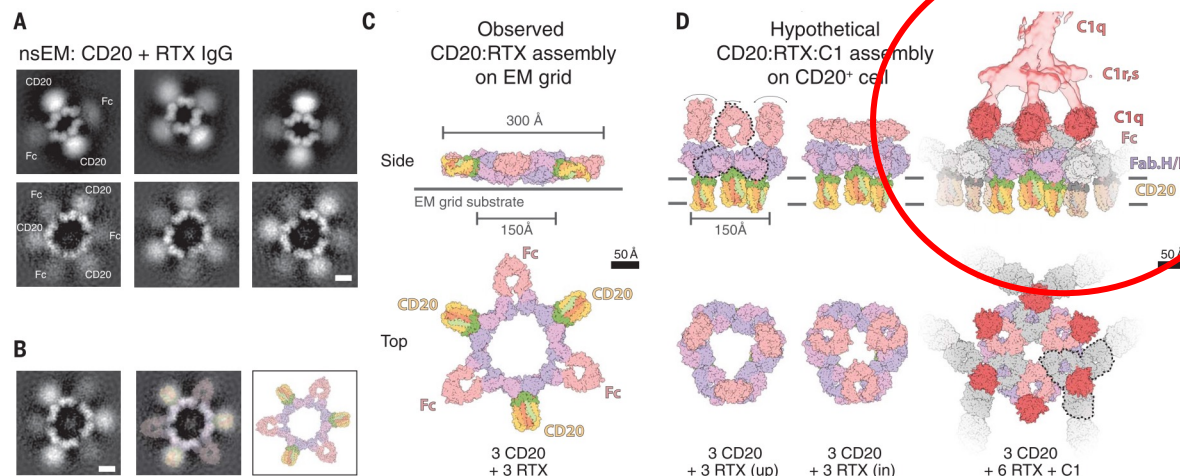 A
nsEM: CD20 + RTX IgG
CD20
Fc
Fc
CD20
CD20
Fc
CD20
Fc
Fc
CD20
B
C
Observed
CD20:RTX assembly
on EM grid
300 Å
Side
EM grid substrate
150Å
50 Å
Fc
CD20
CD20
Top
Fc
Fc
CD20
3 CD20
+ 3 RTX
D
Hypothetical
CD20:RTX:C1 assembly
on CD20⁺ cell
150Å
3 CD20
+ 3 RTX (up)
3 CD20
+ 3 RTX (in)
C1q
C1r,s
C1q
Fc
Fab.H/
CD20
50
3 CD20
+ 6 RTX + C1